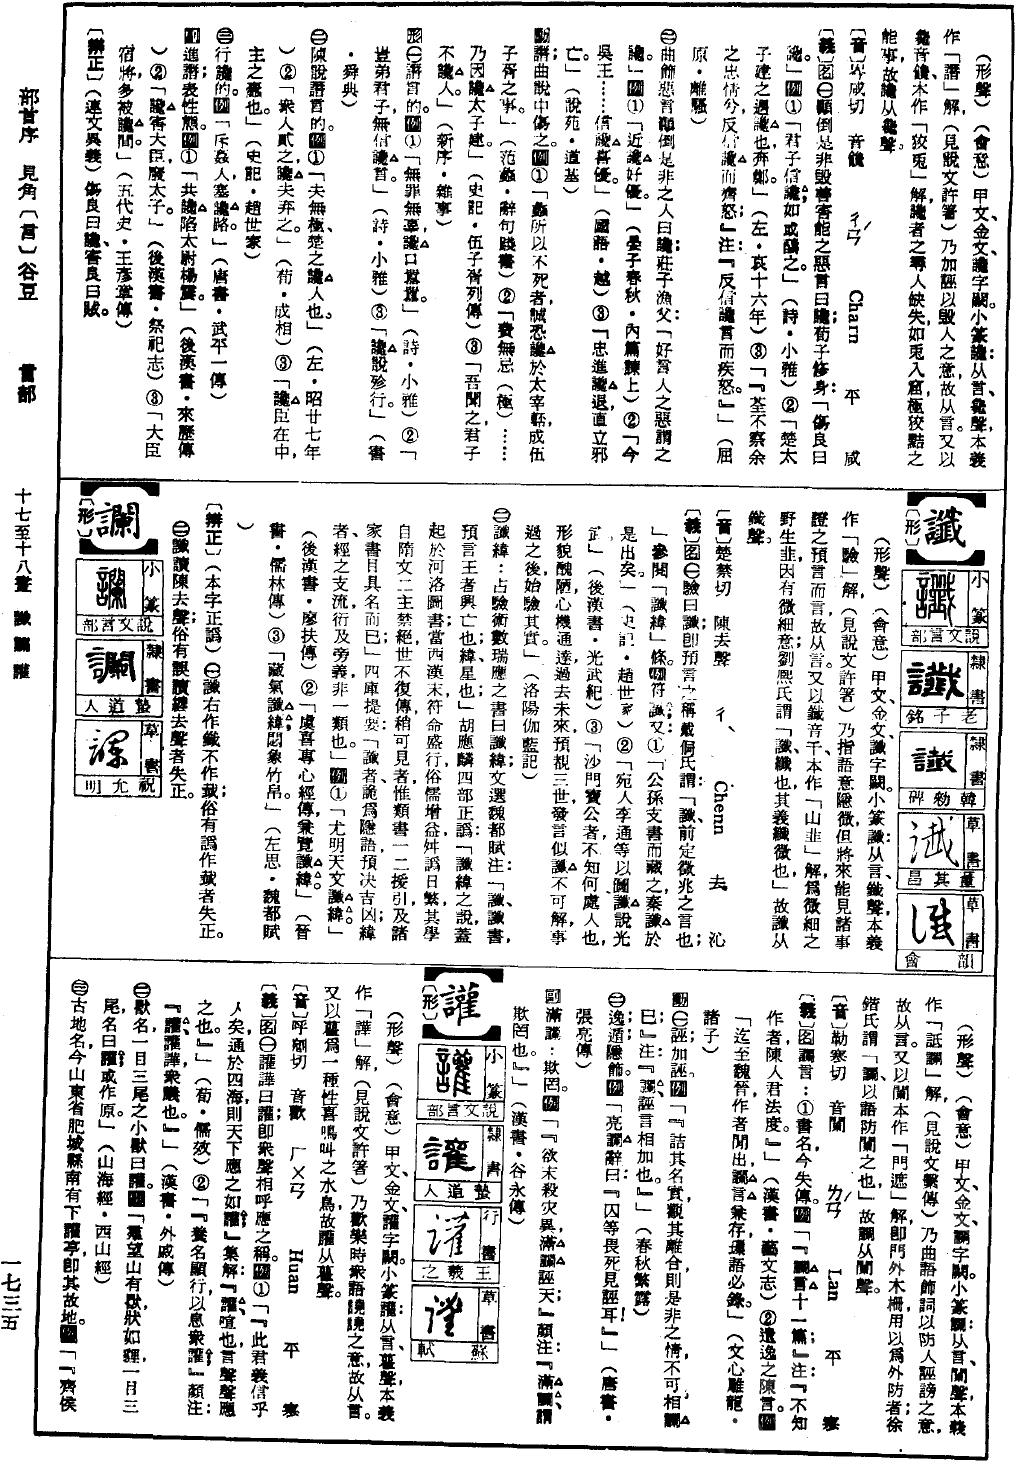 (形聲)(會意)甲文、金文讒字闕。小篆讒:从言、毚聲,本義
作「譖」解,(見說文許箸)乃加誣以毀人之意,故从言。又以
毚音鑱,本作「狡兎」解,讒者之尋人缺失如兎入窟,極狡黠之
能事,故讒从毚聲。
〔音〕岑咸切 音鑱 ㄔㄢˊ Charn 平 咸
〔義〕名㊀顚倒是非毀善害能之惡言曰讒;荀子修身:「傷良曰
讒。」例①「君子信讒,如或醻之。」(詩・小雅)②「楚太
子建之遇讒也,奔鄭」(左・哀十六年)③「『荃不察余
之忠情兮,反信讒而齊怒。』注:『反信讒言而疾怒。』」(屈
原・離騷)
㊁曲飾惡言顚倒是非之人曰讒;莊子漁父:「好言人之惡謂之
讒。」例①「近讒好優。」(晏子春秋・內篇諫上)②「今
吳王……信讒喜優。」(國語・越)③「忠進讒退,直立邪
亡。」(說苑・道基)
動譖;曲說中傷之。例①「蠡所以不死者,誠恐讒於太宰嚭,成伍
子胥之事。」(范蠡・辭句踐書)②「費無忌(極)……
乃因讒太子建。」(史記・伍子胥列傳)③「吾聞之君子
不讒人。」(新序・雜事)
形㊀譖言的。例①「無罪無辜,讒口囂囂。」(詩・小雅)②「
豈弟君子,無信讒言。」(詩・小雅)③「讒說殄行。」(書
・舜典)
㊁陳說譖言的。例①「夫無極,楚之讒人也。」(左・昭廿七年
)②「衆人貳之,讒夫弃之。」(荀・成相)③「讒臣在中,
主之蠹也」(史記・趙世家)
㊂行讒的。例「斥姦人,塞讒路。」(唐書・武平一傳)
副進譖;表性態。例①「共讒陷太尉楊震。」(後漢書・來歷傳
)②「讒害大臣,廢太子。」(後漢書・祭祀志)③「大臣
宿將,多被讒間」(五代史・王彥章傳)
〔辨正〕(連文異義)傷良曰讒,害良曰賊。
讖
〔形〕
小篆 說文言部
隸書 老子銘
隸書 韓勑碑
草書 董其昌
草書 韻會
(形聲)(會意)甲文、金文讖字闕。小篆讖:从言、韱聲,本義
作「驗」解,(見說文許箸)乃指語意隱微但將來能見諸事
證之預言而言,故从言。又以韱音千,本作「山韭」解,爲微細之
野生韭,因有微細意,劉熙氏謂「讖,纖也,其義纖微也」,故讖从
韱聲。
〔音〕楚禁切 陳去聲 ㄔㄣˋ Chenn 去 沁
〔義〕名㊀驗曰讖;卽預言之稱,戴侗氏謂:「讖,前定徵兆之言也;
」參閱「讖緯」條。例符讖;又①「公孫支書而藏之,秦讖於
是出矣。」(史記・趙世家)②「宛人李通等以圖讖說光
武」(後漢書・光武紀)③「沙門寶公者,不知何處人也,
形貌醜陋,心機通達過去未來,預覩三世,發言似讖,不可解,事
過之後始驗其實。」(洛陽伽藍記)
㊁讖緯:占驗術數瑞應之書曰讖緯;文選魏都賦注:「讖,讖書,
預言王者興亡也;緯,星也」胡應麟四部正譌:「讖緯之說,蓋
起於河洛圖書,當西漢末,符命盛行,俗儒增益,舛譌日繁,其學
自隋文二主禁絕,世不復傳,稍可見者,惟類書一二援引及諸
家書目具名而已。」四庫提要:「讖者詭爲隱語,預決吉凶;緯
者經之支流,衍及旁義,非一類也。」例①「尤明天文讖緯」
(後漢書・廖扶傳)②「虞喜專心經傳,兼覽讖緯。」(晉
書・儒林傳)③「藏氣讖緯,閟象竹帛。」(左思・魏都賦
)
〔辨正〕(本字正譌)㊀讖右作韱不作䪞;俗有譌作䪞者失正。
㊁讖讀陳去聲,俗有誤讀纖去聲者失正。
讕
〔形〕
小篆 說文言部
隸書 蟄道人
草書 祝允明
(形聲)(會意)甲文、金文讕字闕。小篆讕:从言、闌聲,本義
作「詆讕」解,(見說文繫傳)乃曲語飾詞以防人誣謗之意,
故从言。又以闌本作「門遮」解,卽門外木柵,用以爲外防者,徐
鍇氏謂「讕,以語防闌之也」,故讕从闌聲。
〔音〕勒寒切 音闌 ㄌㄢˊ Lan 平 寒
〔義〕名讕言:①書名,今失傳。例「『讕言十一篇』注:『不知
作者,陳人君法度。』」(漢書・藝文志)②遺逸之陳言。例
「迄至魏晉,作者間出,讕言兼存,瑣語必錄。」(文心雕龍・
諸子)
動㊀誣加;誣。例「『詰其名實,觀其離合,則是非之情不可相讕
已。』注:『讕,誣言相加也。』」(春秋繁露)
㊁逸遁隱飾。例「亮讕辭曰:『囚等畏死見誣耳!』」(唐書・
張亮傳)
副滿讕:欺罔。例「『欲末殺災異,滿讕誣天。』顏注:『滿讕謂
欺罔也。』」(漢書・谷永傳)
讙
〔形〕
小篆 說文言部
隸書 蟄道人
行書 王羲之
草書 蘇軾
(形聲)(會意)甲文、金文讙字闕。小篆讙:从言、雚聲,本義
作「譁」解,(見說文許箸)乃歡樂時衆語譊譊之意,故从言。
又以雚爲一種性喜鳴叫之水鳥,故讙从雚聲。
〔音〕呼剜切 音歡 ㄏㄨㄢ Huan 平 寒
〔義〕名㊀讙譁曰讙;卽衆聲相呼應之稱。例①「『此君義信乎
人矣,通於四海,則天下應之如讙。』集解:『讙,喧也,言聲聲應
之也。』」(荀・儒效)②「『養名顯行,以息衆讙。』顏注:
『讙,讙譁衆議也。』」(漢書・外戚傳)
㊁獸名,一目三尾之小獸曰讙。例「『翼望山有獸,狀如貍,一目三
尾,名曰讙,或作原。」(山海經・西山經)
㊂古地名,今山東省肥城縣南有下讙亭卽其故地。例「『齊侯
部首序 見角〔言〕谷豆 言部 十七至十八畫 讖讕讙 一七三五